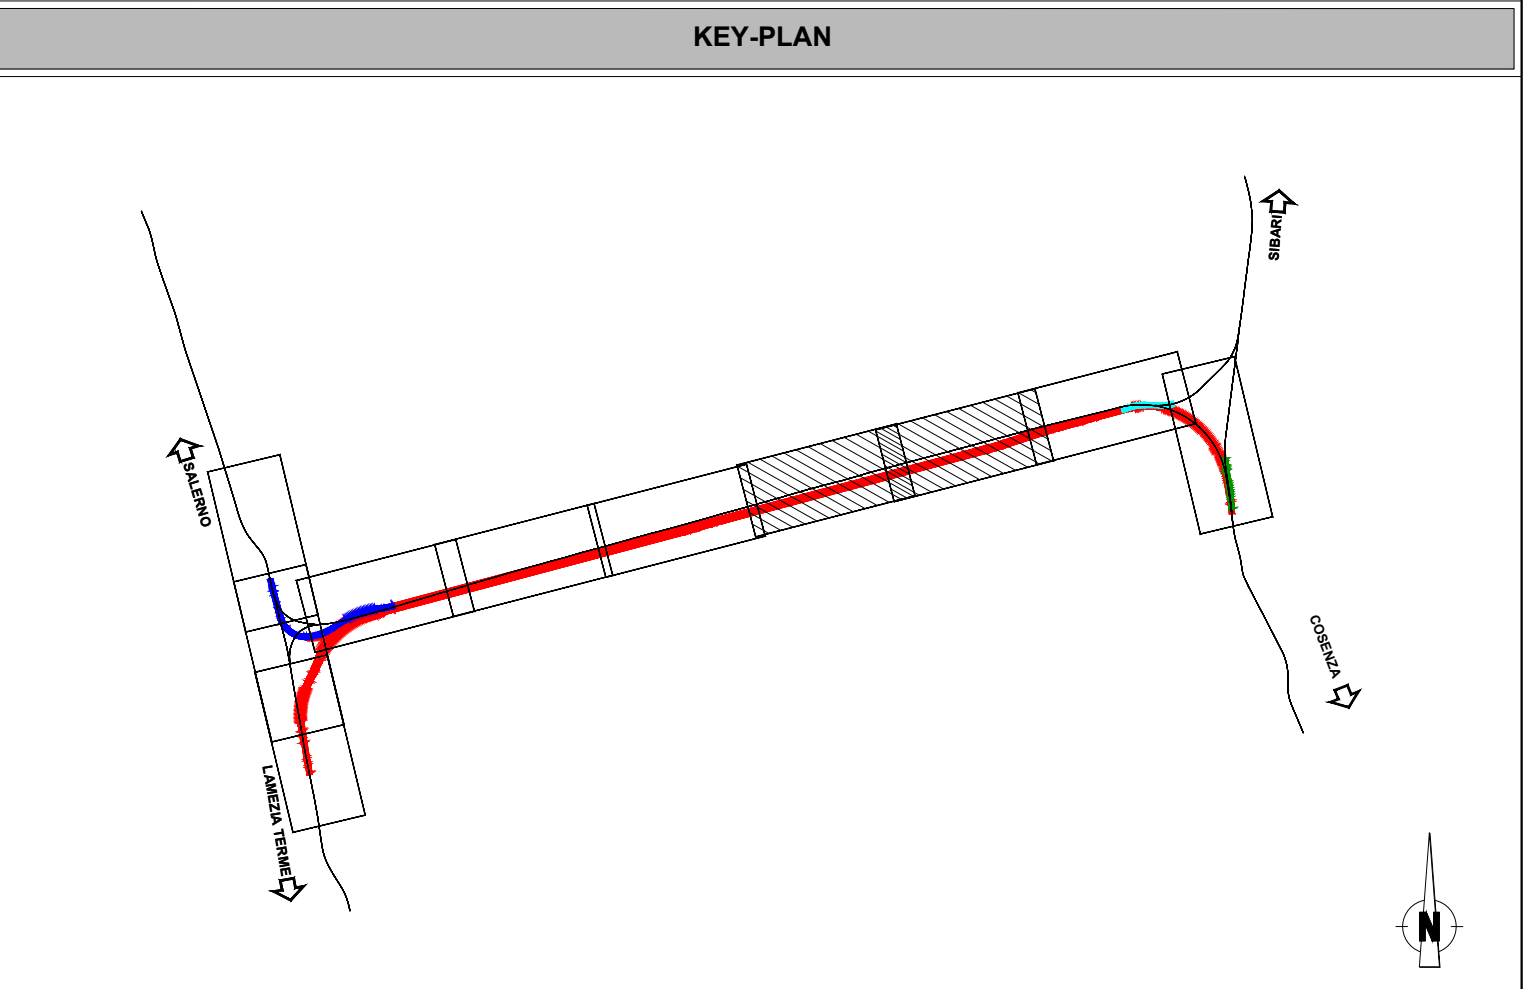 KEY-PLAN
SIBARI
SALERNO
COSENZA
LAMEZIA TERME
N